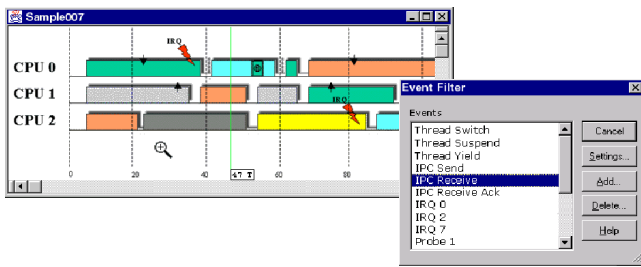 Sample007
IRQ
CPU 0
CPU 1
IRQ
CPU 2
0 20 40 47 T 60 80
Event Filter
Events
Thread Switch
Thread Suspend
Thread Yield
IPC Send
IPC Receive
IPC Receive Ack
IRQ 0
IRQ 2
IRQ 7
Probe 1
Cancel
Settings...
Add...
Delete...
Help